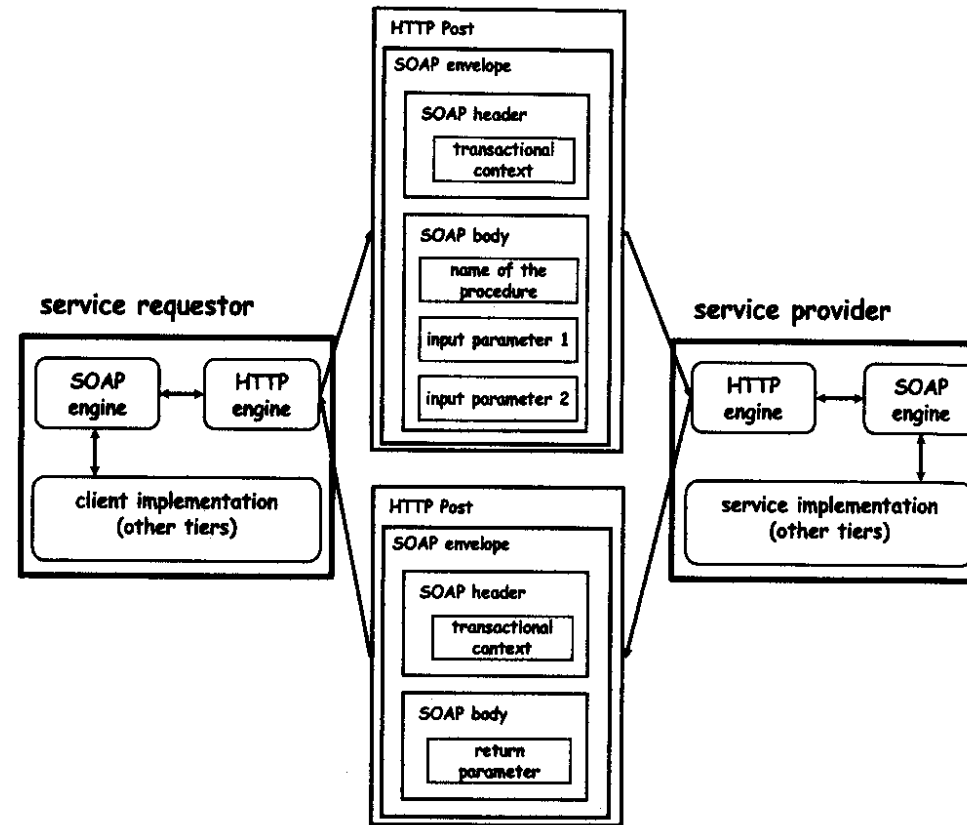 HTTP Post
SOAP envelope
SOAP header
transactional
context
SOAP body
name of the
procedure
input parameter 1
input parameter 2
service requestor
SOAP
engine
HTTP
engine
client implementation
(other tiers)
service provider
HTTP
engine
SOAP
engine
service implementation
(other tiers)
HTTP Post
SOAP envelope
SOAP header
transactional
context
SOAP body
return
parameter